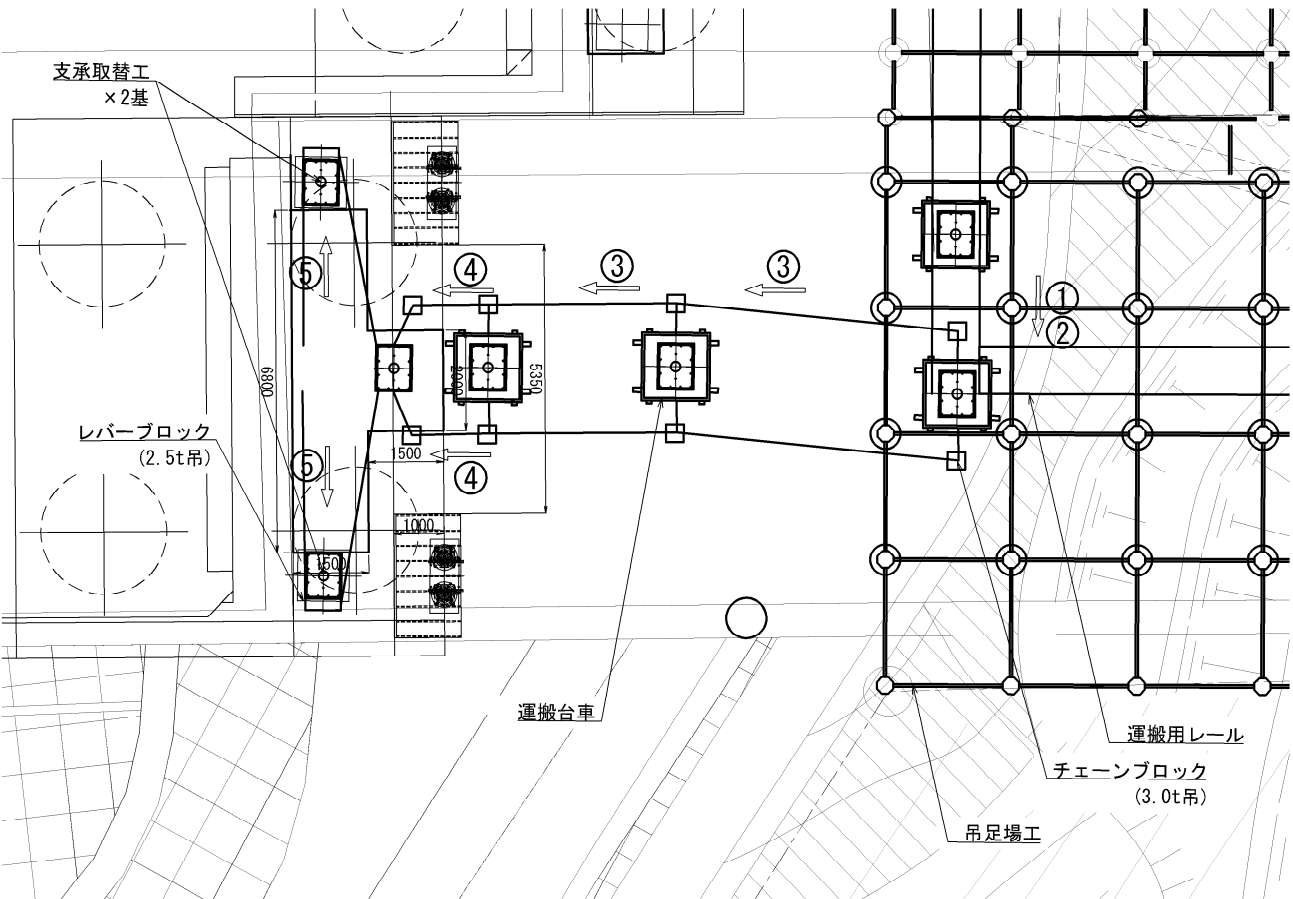 支承取替工
×2基
③
③
④
⑤
①
②
6800
2000
5350
レバーブロック
(2.5t吊)
⑤
1500
④
1000
1500
運搬台車
運搬用レール
チェーンブロック
(3.0t吊)
吊足場工